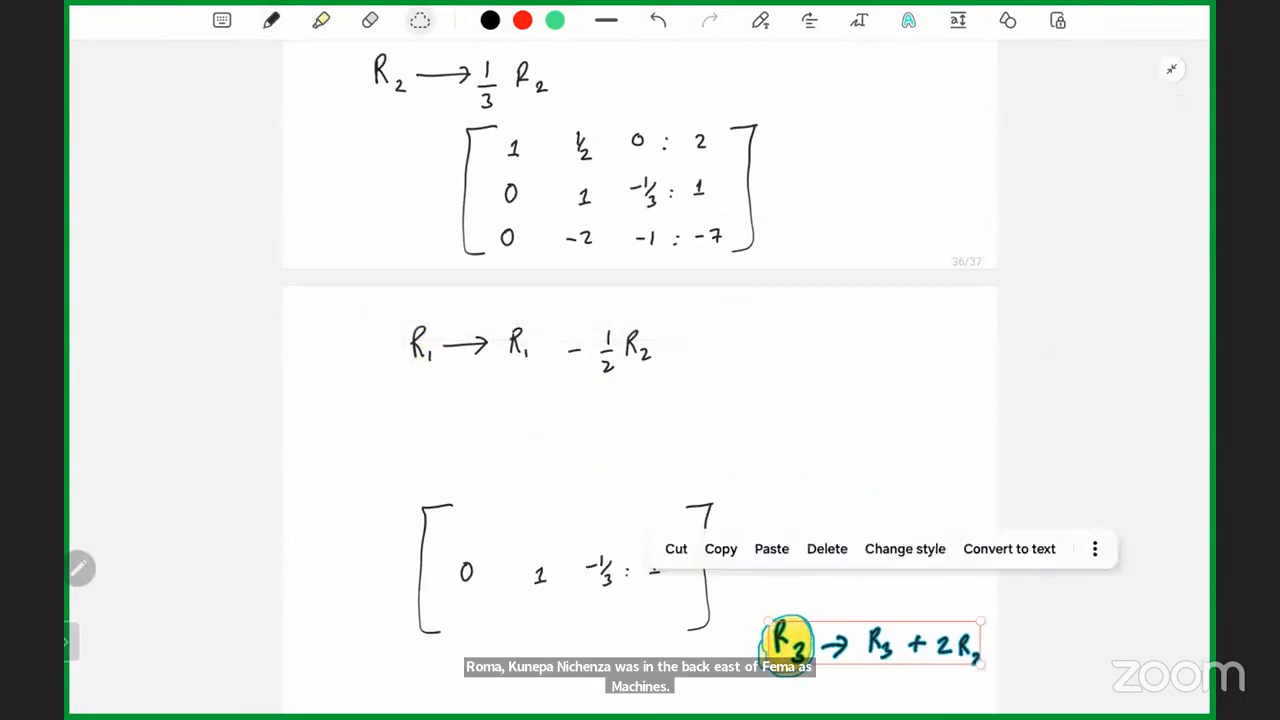 R₂ ⟶ 1/3 R₂
1 1/2 0 : 2
0 1 -1/3 : 1
0 -2 -1 : -7
36/37
R₁ ⟶ R₁ - 1/2 R₂
Cut Copy Paste Delete Change style Convert to text
0 1 -1/3 :
R₃ → R₃ + 2R₂
Roma, Kunepa Nichenza was in the back east of Fema as
Machines.
zoom